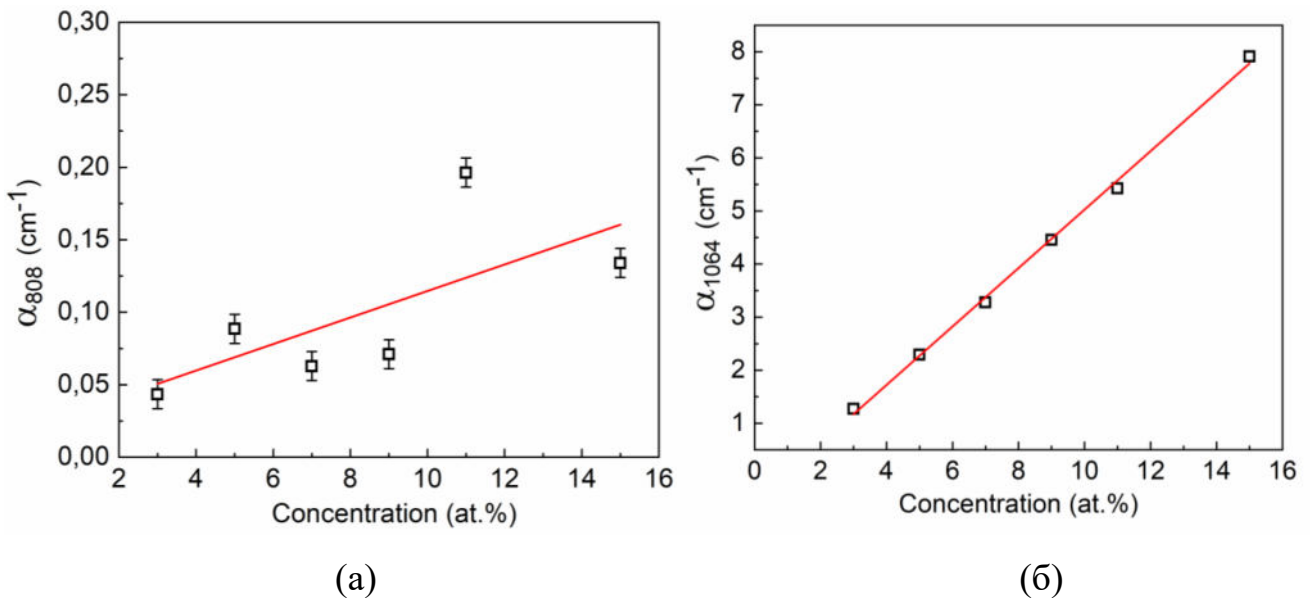 0,30
0,25
0,20
0,15
0,10
0,05
0,00
α808 (cm-1)
2 4 6 8 10 12 14 16
Concentration (at.%)
(а)
8
7
6
5
4
3
2
1
α1064 (cm-1)
0 2 4 6 8 10 12 14 16
Concentration (at.%)
(б)